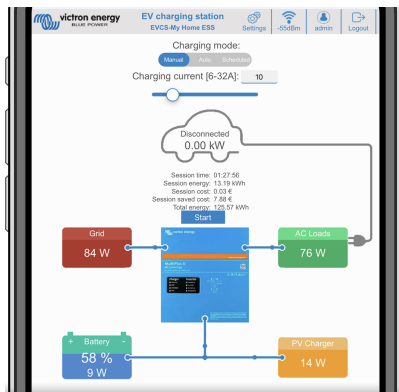 victron energy
BLUE POWER
EV charging station
EVCS-My Home ESS
Settings
-55dBm
admin
Logout
Charging mode:
Manual Auto Scheduled
Charging current [6-32A]: 10
Disconnected
0.00 kW
Session time: 01:27:56
Session energy: 13.19 kWh
Session cost: 0.03 €
Session saved cost: 7.88 €
Total energy: 125,57 kWh
Start
Grid
84 W
victron energy
AC Loads
76 W
+ Battery -
58 %
9 W
PV Charger
14 W